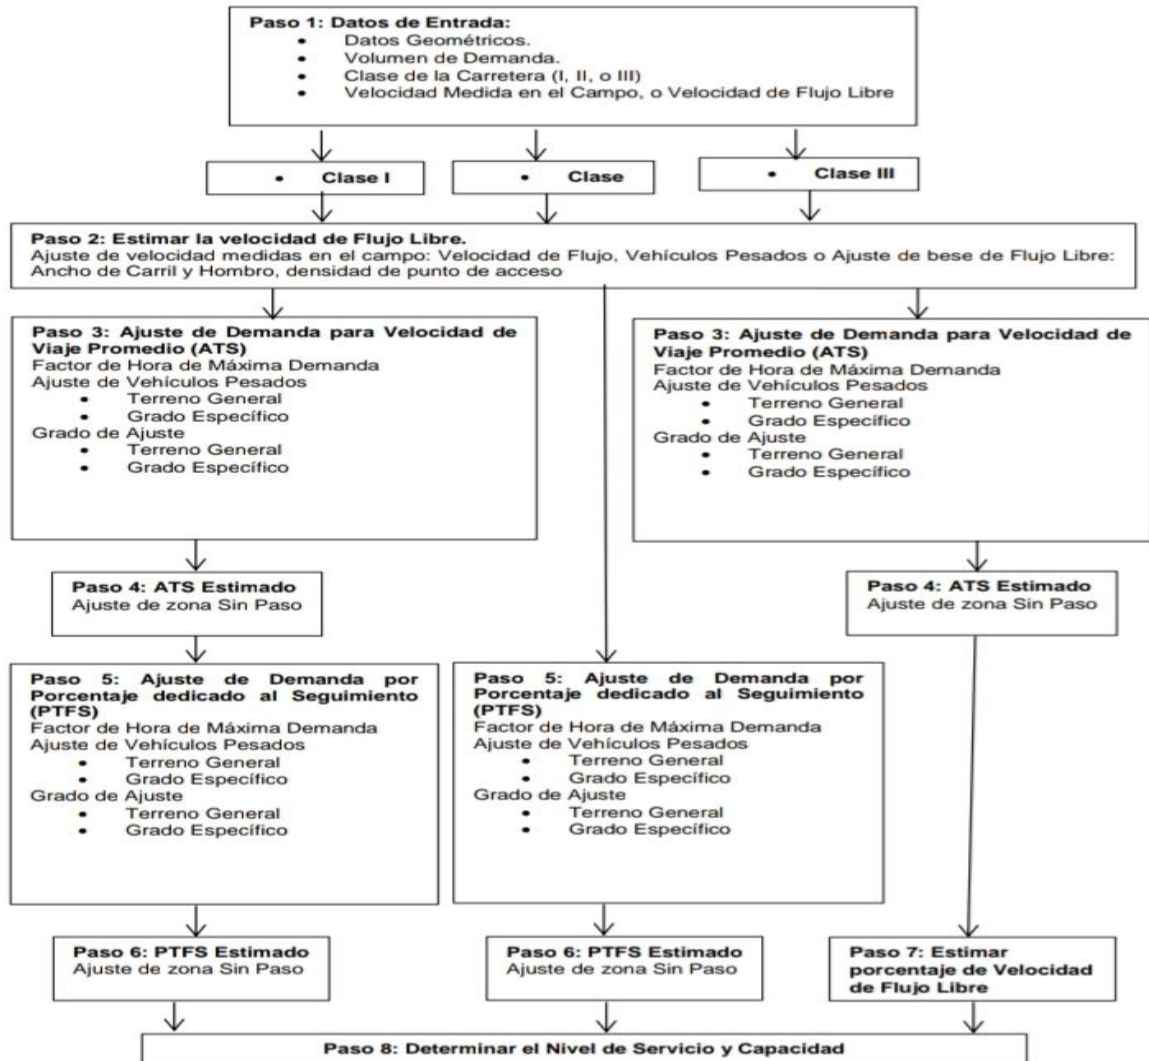 Paso 1: Datos de Entrada:
• Datos Geométricos.
• Volumen de Demanda.
• Clase de la Carretera (I, II, o III)
• Velocidad Medida en el Campo, o Velocidad de Flujo Libre
• Clase I
• Clase
• Clase III
Paso 2: Estimar la velocidad de Flujo Libre.
Ajuste de velocidad medidas en el campo: Velocidad de Flujo, Vehículos Pesados o Ajuste de bese de Flujo Libre:
Ancho de Carril y Hombro, densidad de punto de acceso
Paso 3: Ajuste de Demanda para Velocidad de
Viaje Promedio (ATS)
Factor de Hora de Máxima Demanda
Ajuste de Vehículos Pesados
• Terreno General
• Grado Específico
Grado de Ajuste
• Terreno General
• Grado Específico
Paso 3: Ajuste de Demanda para Velocidad de
Viaje Promedio (ATS)
Factor de Hora de Máxima Demanda
Ajuste de Vehículos Pesados
• Terreno General
• Grado Específico
Grado de Ajuste
• Terreno General
• Grado Específico
Paso 4: ATS Estimado
Ajuste de zona Sin Paso
Paso 4: ATS Estimado
Ajuste de zona Sin Paso
Paso 5: Ajuste de Demanda por
Porcentaje dedicado al Seguimiento
(PTFS)
Factor de Hora de Máxima Demanda
Ajuste de Vehículos Pesados
• Terreno General
• Grado Específico
Grado de Ajuste
• Terreno General
• Grado Específico
Paso 5: Ajuste de Demanda por
Porcentaje dedicado al Seguimiento
(PTFS)
Factor de Hora de Máxima Demanda
Ajuste de Vehículos Pesados
• Terreno General
• Grado Específico
Grado de Ajuste
• Terreno General
• Grado Específico
Paso 6: PTFS Estimado
Ajuste de zona Sin Paso
Paso 6: PTFS Estimado
Ajuste de zona Sin Paso
Paso 7: Estimar
porcentaje de Velocidad
de Flujo Libre
Paso 8: Determinar el Nivel de Servicio y Capacidad